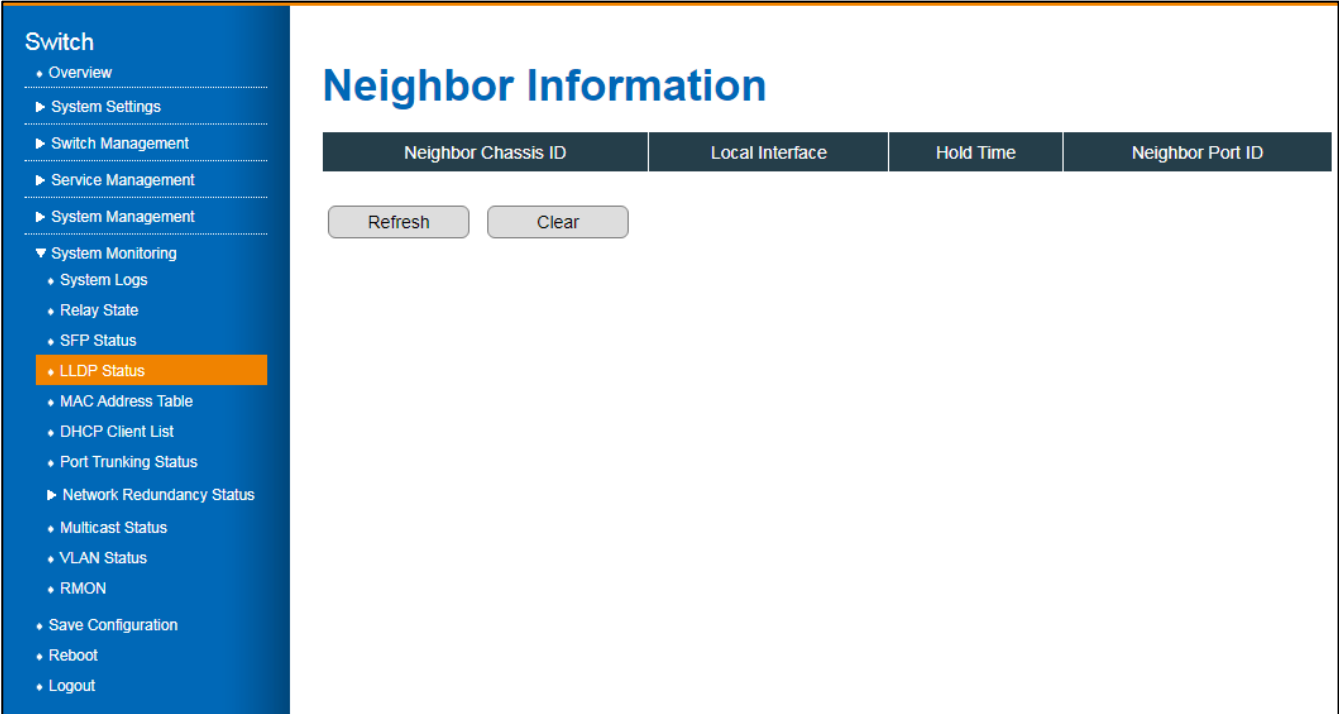 Switch
Overview
System Settings
Switch Management
Service Management
System Management
System Monitoring
System Logs
Relay State
SFP Status
LLDP Status
MAC Address Table
DHCP Client List
Port Trunking Status
Network Redundancy Status
Multicast Status
VLAN Status
RMON
Save Configuration
Reboot
Logout
Neighbor Information
Neighbor Chassis ID Local Interface Hold Time Neighbor Port ID
Refresh Clear